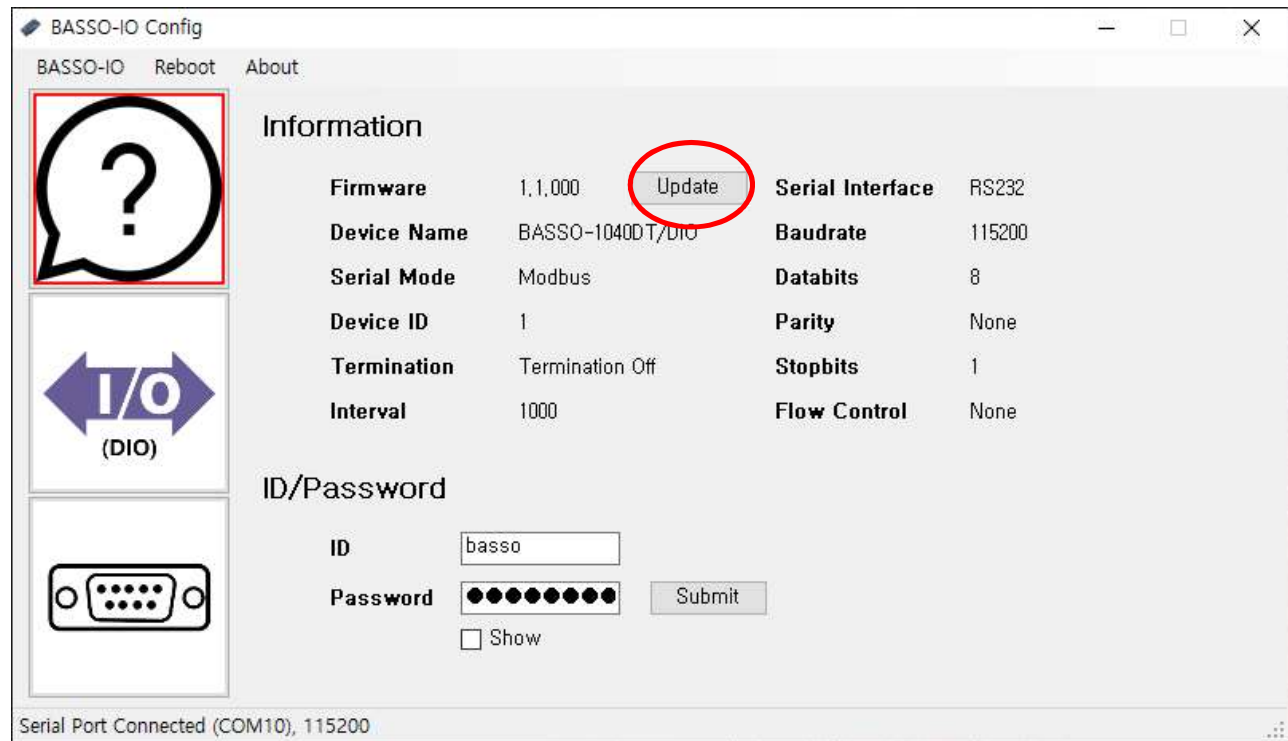 BASSO-IO Config
BASSO-IO Reboot About
?
Information
Firmware 1,1,000 Update Serial Interface RS232
Device Name BASSO-1040DT/DIO Baudrate 115200
Serial Mode Modbus Databits 8
Device ID 1 Parity None
Termination Termination Off Stopbits 1
Interval 1000 Flow Control None
I/O
(DIO)
ID/Password
ID basso
Password ●●●●●●●● Submit
Show
Serial Port Connected (COM10), 115200